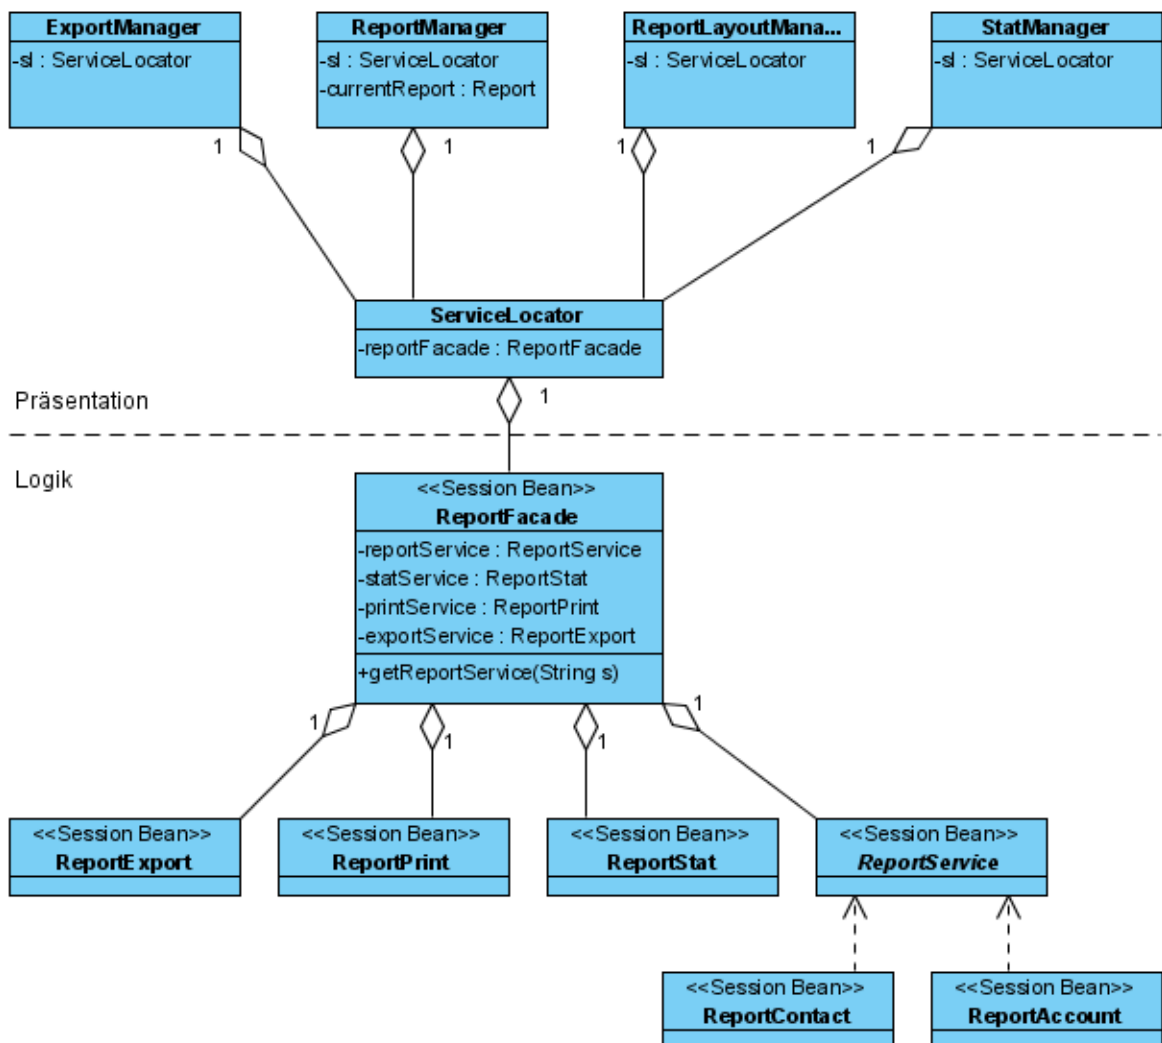 ExportManager
-sl : ServiceLocator
ReportManager
-sl : ServiceLocator
-currentReport : Report
ReportLayoutMana...
-sl : ServiceLocator
StatManager
-sl : ServiceLocator
1
1
1
1
ServiceLocator
-reportFacade : ReportFacade
Präsentation
1
Logik
<<Session Bean>>
ReportFacade
-reportService : ReportService
-statService : ReportStat
-printService : ReportPrint
-exportService : ReportExport
+getReportService(String s)
1
1
1
1
<<Session Bean>>
ReportExport
<<Session Bean>>
ReportPrint
<<Session Bean>>
ReportStat
<<Session Bean>>
ReportService
<<Session Bean>>
ReportContact
<<Session Bean>>
ReportAccount